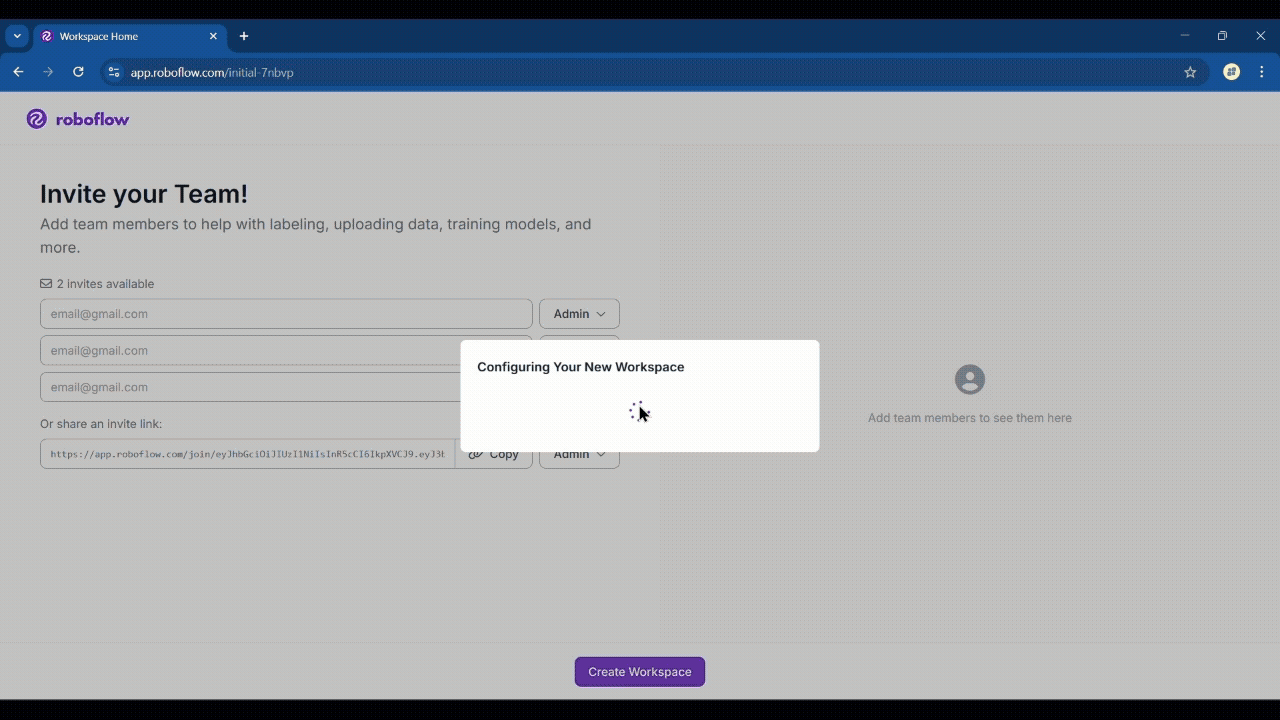 Workspace Home
app.roboflow.com/initial-7nbvp
roboflow
Invite your Team!
Add team members to help with labeling, uploading data, training models, and
more.
2 invites available
email@gmail.com
Admin
email@gmail.com
email@gmail.com
Configuring Your New Workspace
Add team members to see them here
Or share an invite link:
https://app.roboflow.com/join/eyJhbGciOiJIUzI1NiIsInR5cCI6IkpXVCJ9.eyJ3b
Copy
Admin
Create Workspace